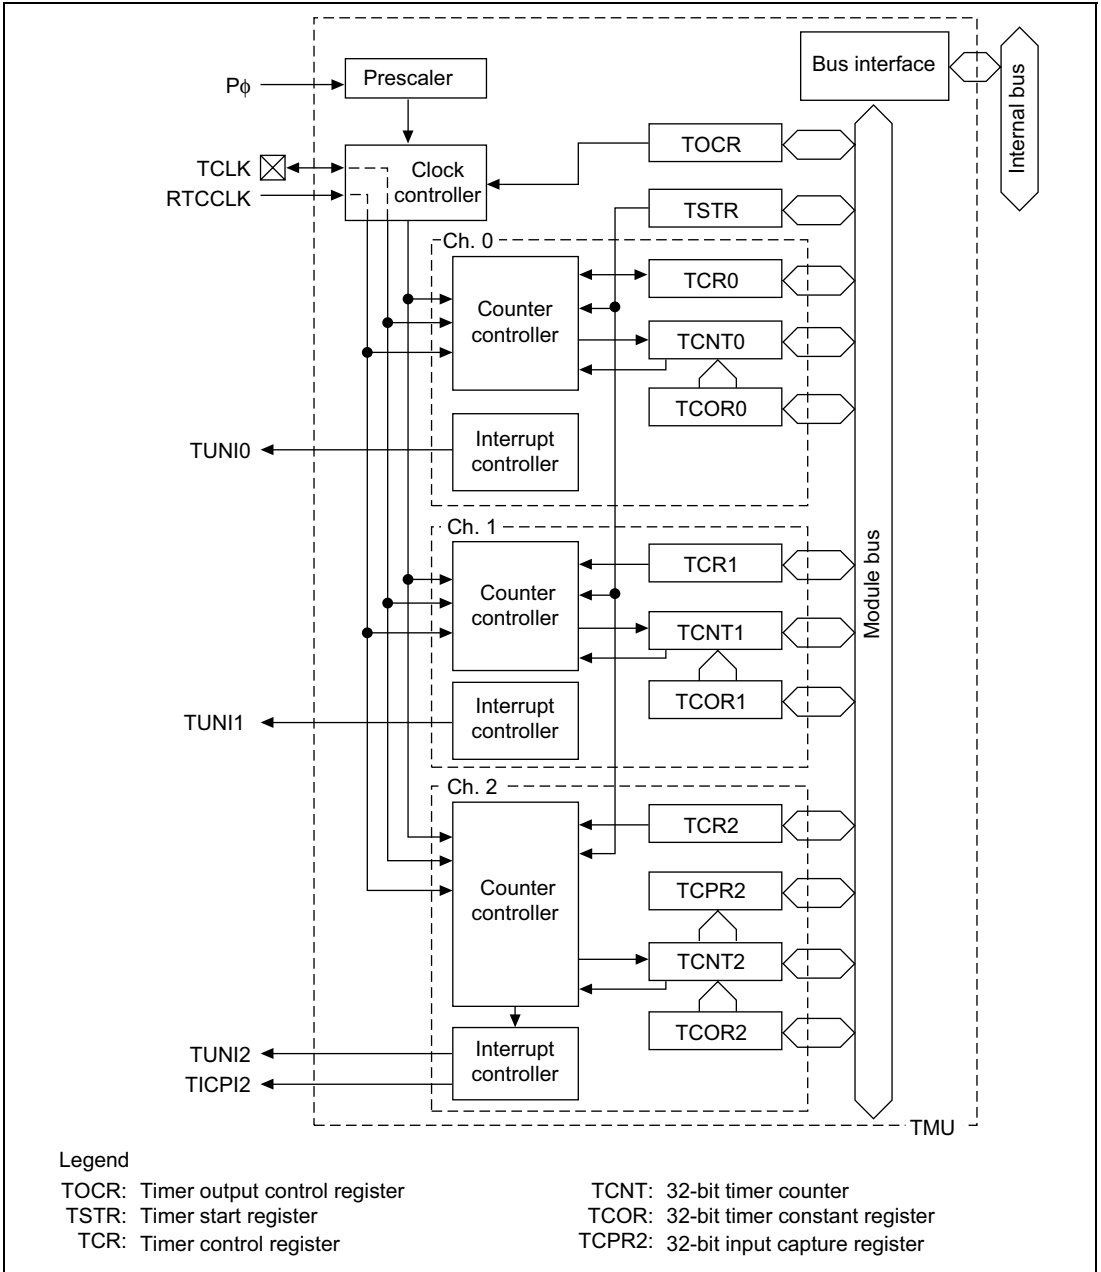 Pϕ
Prescaler
Bus interface
Internal bus
TCLK
RTCCLK
Clock
controller
TOCR
TSTR
Ch. 0
Counter
controller
TCR0
TCNT0
TCOR0
TUNI0
Interrupt
controller
Ch. 1
Counter
controller
TCR1
TCNT1
TCOR1
Module bus
TUNI1
Interrupt
controller
Ch. 2
Counter
controller
TCR2
TCPR2
TCNT2
TCOR2
TUNI2
TICPI2
Interrupt
controller
TMU
Legend
TOCR: Timer output control register
TSTR: Timer start register
TCR: Timer control register
TCNT: 32-bit timer counter
TCOR: 32-bit timer constant register
TCPR2: 32-bit input capture register